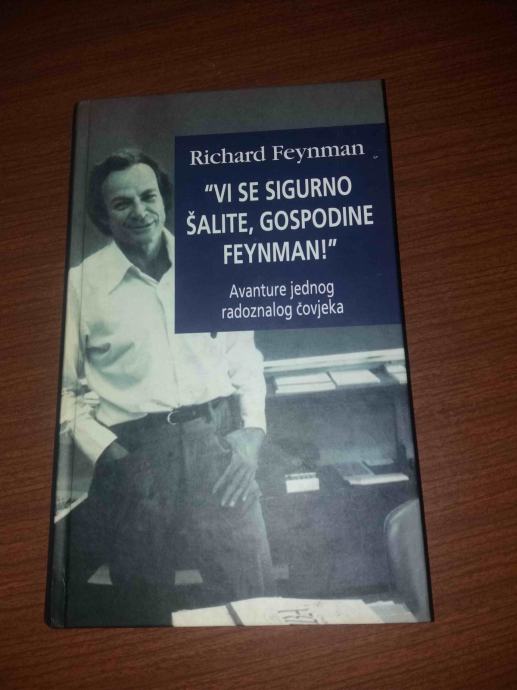 Richard Feynman
“VI SE SIGURNO
ŠALITE, GOSPODINE
FEYNMAN!”
Avanture jednog
radoznalog čovjeka